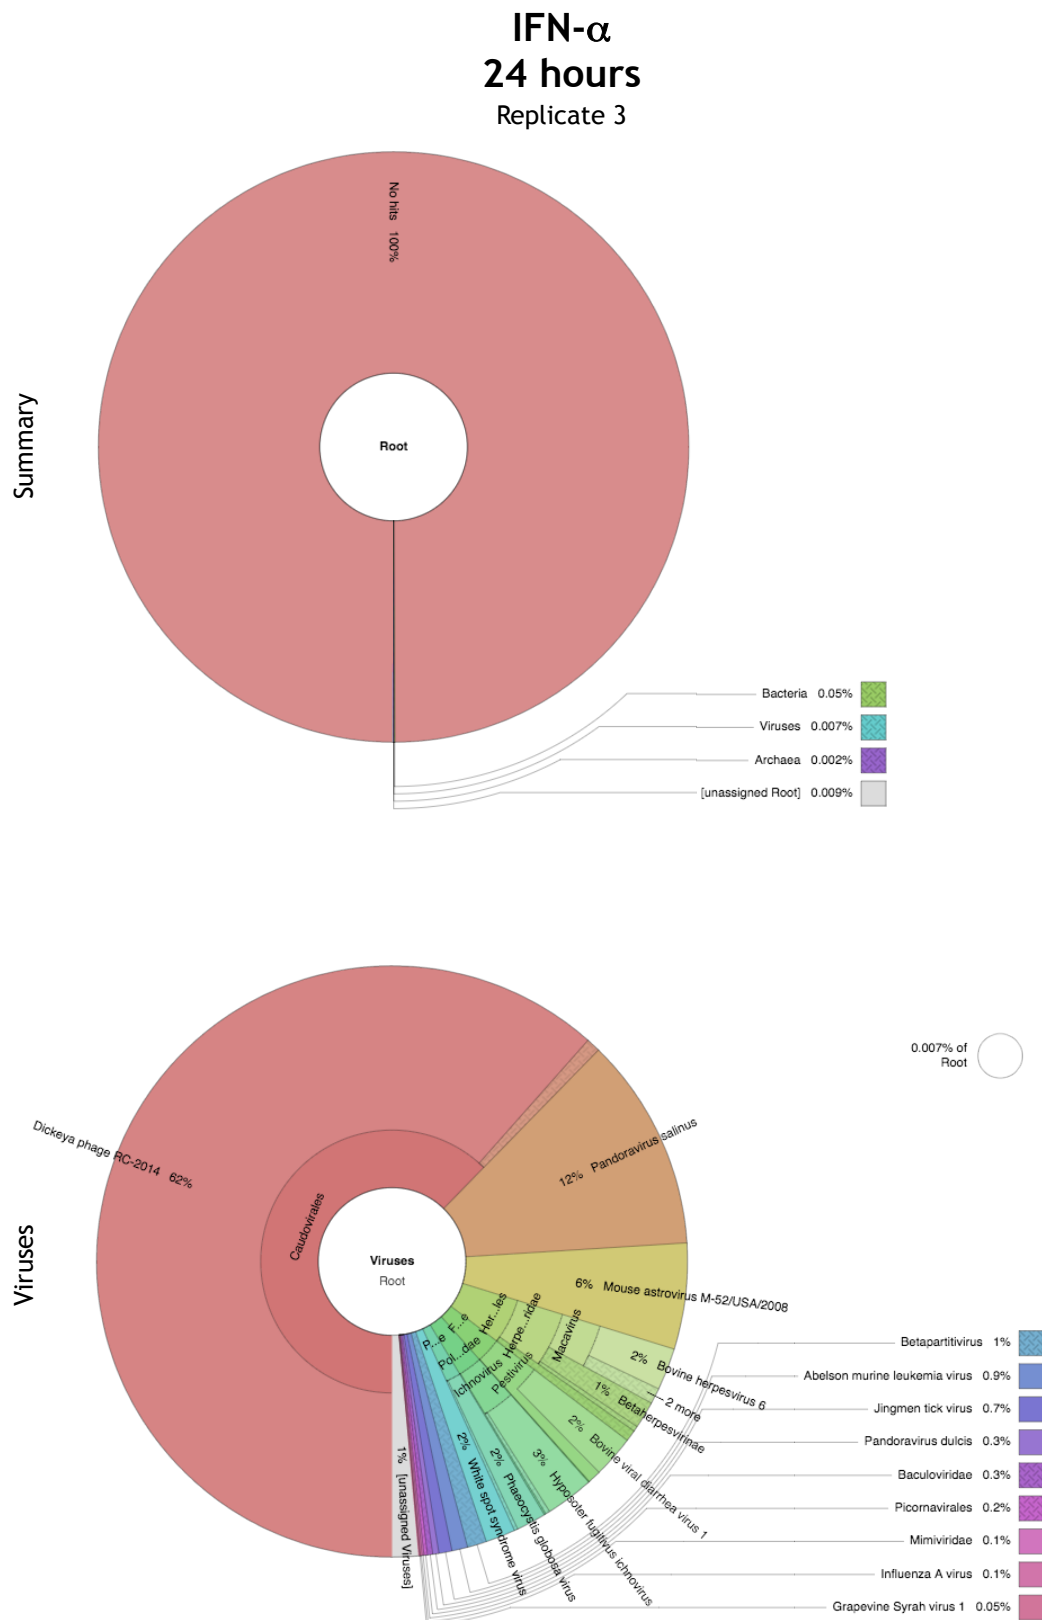 IFN-α
24 hours
Replicate 3
Summary
No hits 100%
Root
Bacteria 0.05%
Viruses 0.007%
Archaea 0.002%
[unassigned Root] 0.009%
Viruses
0.007% of
Root
Dickeya phage RC-2014 62%
Caudovirales
Viruses
Root
12% Pandoravirus salinus
6% Mouse astrovirus M-52/USA/2008
Her...les
Herpe...ridae
Macavirus
2% Bovine herpesvirus 6
2 more
1% Betaherpesvirinae
F...e
Pestivirus
2% Bovine viral diarrhea virus 1
P...e
Pol...dae
Ichnovirus
3% Hyposoter fugitivus ichnovirus
2% Phaeocystis globosa virus
2% White spot syndrome virus
1% [unassigned Viruses]
Betapartitivirus 1%
Abelson murine leukemia virus 0.9%
Jingmen tick virus 0.7%
Pandoravirus dulcis 0.3%
Baculoviridae 0.3%
Picornavirales 0.2%
Mimiviridae 0.1%
Influenza A virus 0.1%
Grapevine Syrah virus 1 0.05%